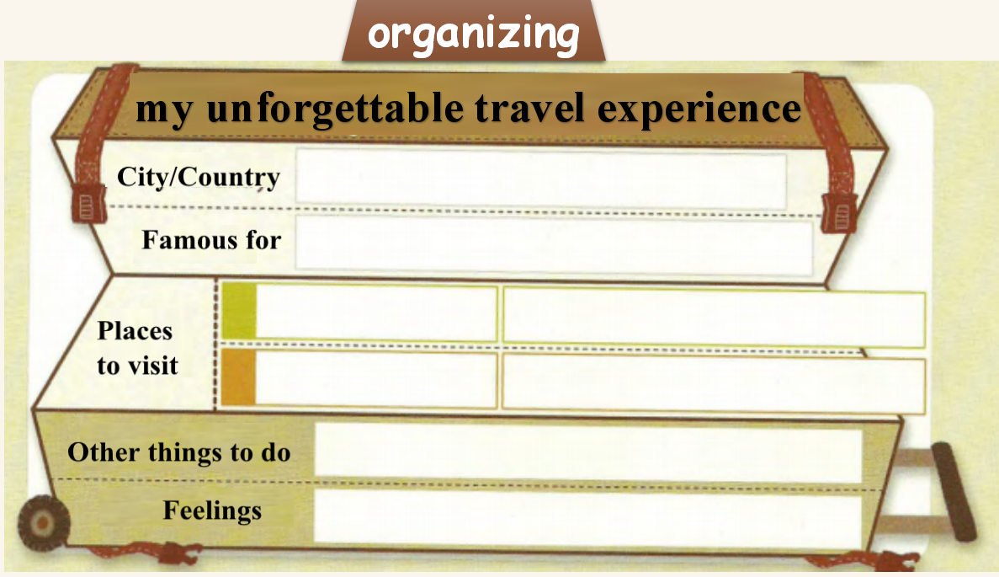 organizing
my unforgettable travel experience
City/Country
Famous for
Places
to visit
Other things to do
Feelings